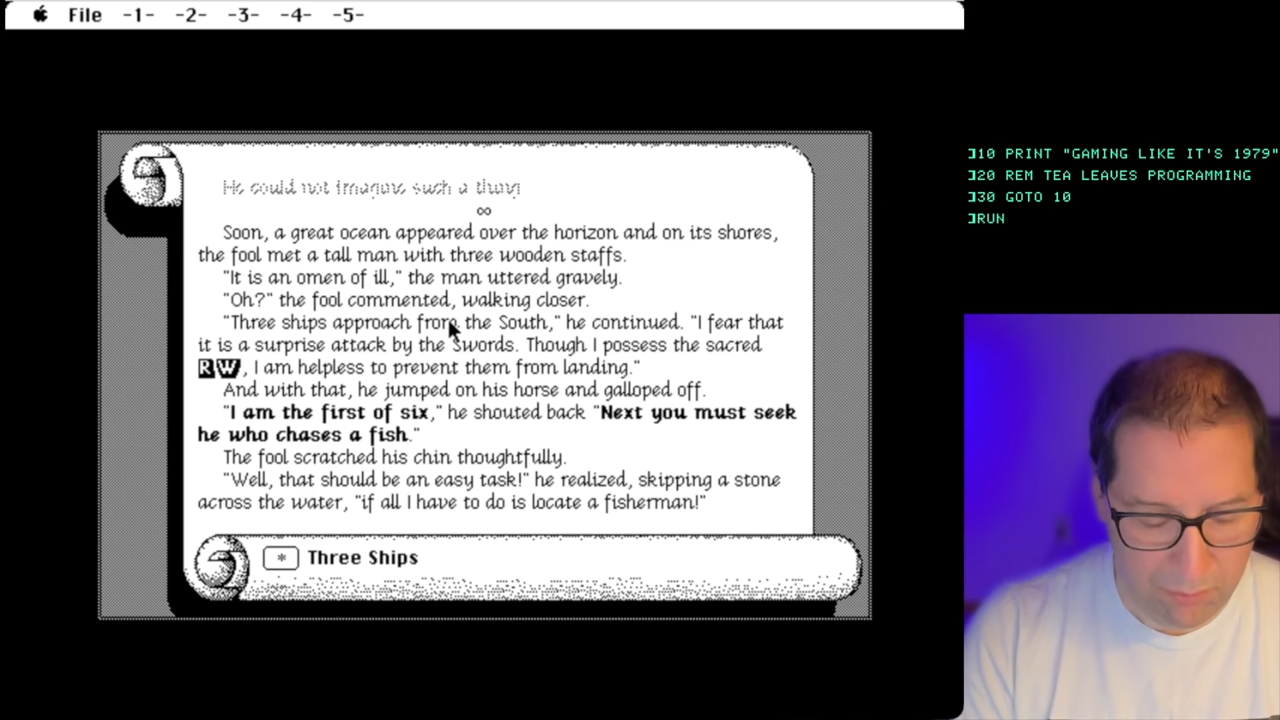 File -1- -2- -3- -4- -5-
He could not imagine such a thing
∞
Soon, a great ocean appeared over the horizon and on its shores,
the fool met a tall man with three wooden staffs.
"It is an omen of ill," the man uttered gravely.
"Oh?" the fool commented, walking closer.
"Three ships approach from the South," he continued. "I fear that
it is a surprise attack by the Swords. Though I possess the sacred
RW, I am helpless to prevent them from landing."
And with that, he jumped on his horse and galloped off.
"I am the first of six," he shouted back "Next you must seek
he who chases a fish."
The fool scratched his chin thoughtfully.
"Well, that should be an easy task!" he realized, skipping a stone
across the water, "if all I have to do is locate a fisherman!"
* Three Ships
]10 PRINT "GAMING LIKE IT'S 1979"
]20 REM TEA LEAVES PROGRAMMING
]30 GOTO 10
]RUN